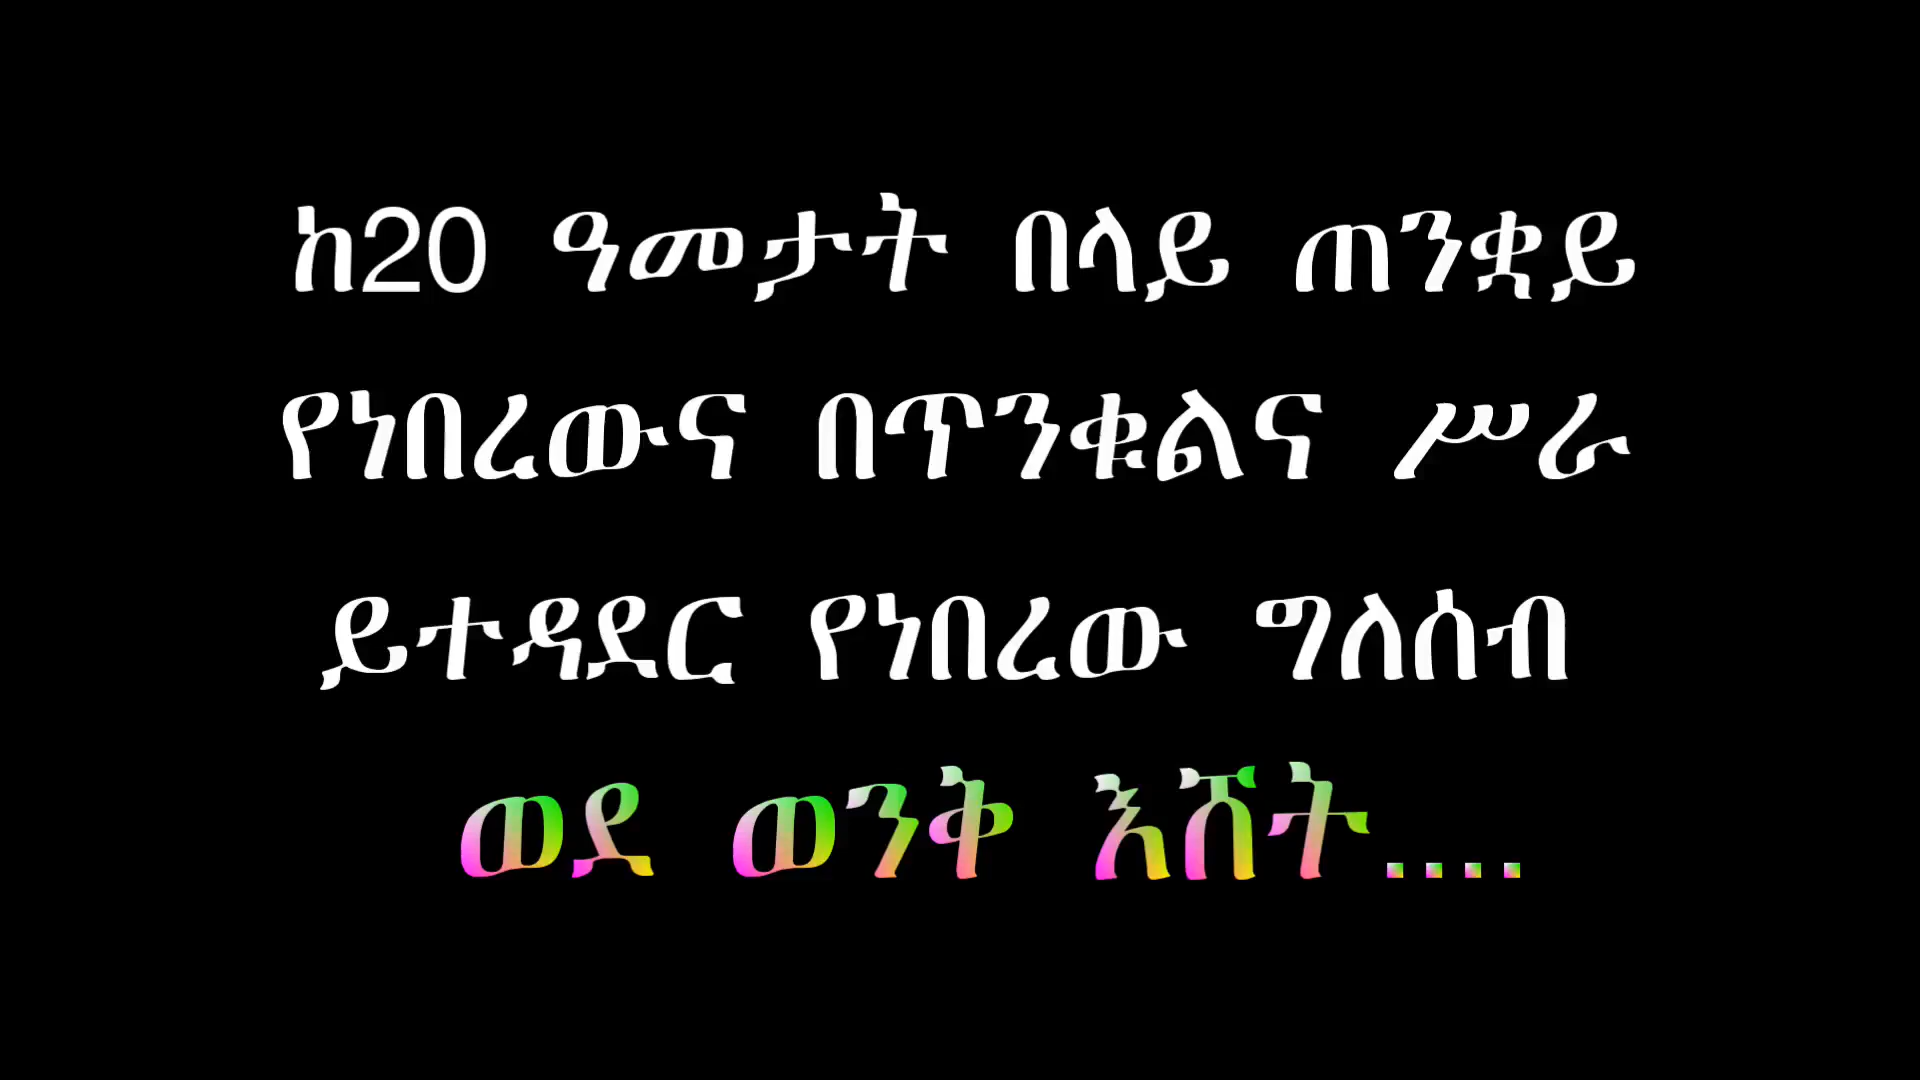 ከ20 ዓመታት በላይ ጠንቋይ
የነበረውና በጥንቁልና ሥራ
ይተዳደር የነበረው ግለሰብ
ወደ ወንቅ እሸት....